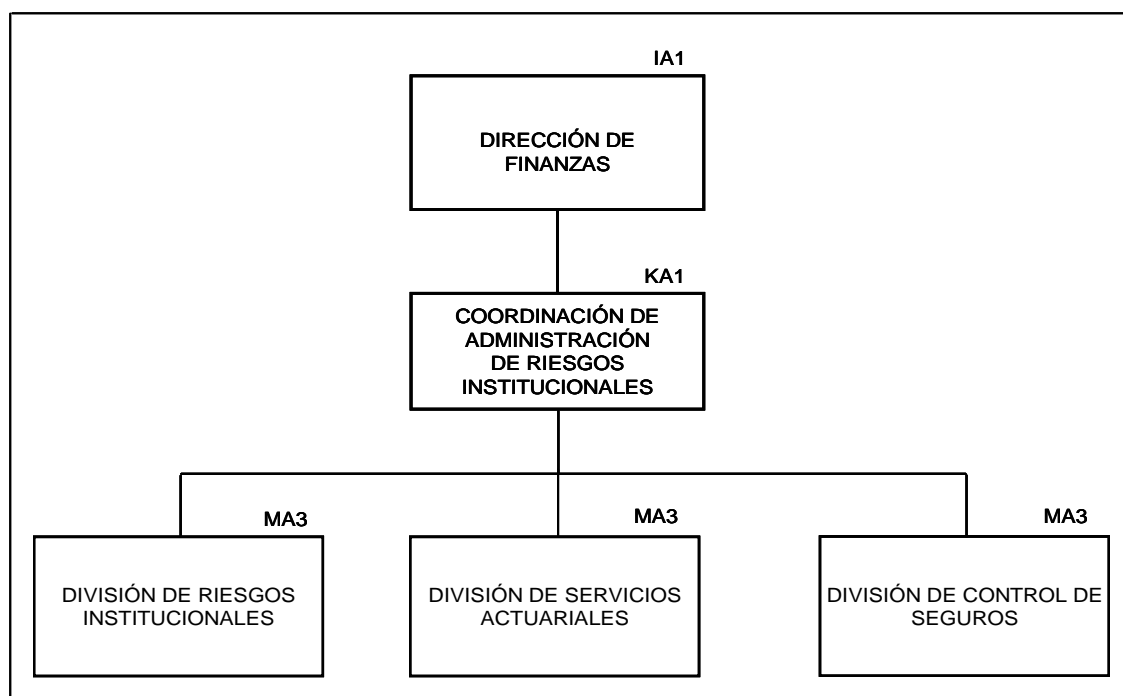 IA1
DIRECCIÓN DE
FINANZAS
KA1
COORDINACIÓN DE
ADMINISTRACIÓN
DE RIESGOS
INSTITUCIONALES
MA3
DIVISIÓN DE RIESGOS
INSTITUCIONALES
MA3
DIVISIÓN DE SERVICIOS
ACTUARIALES
MA3
DIVISIÓN DE CONTROL DE
SEGUROS